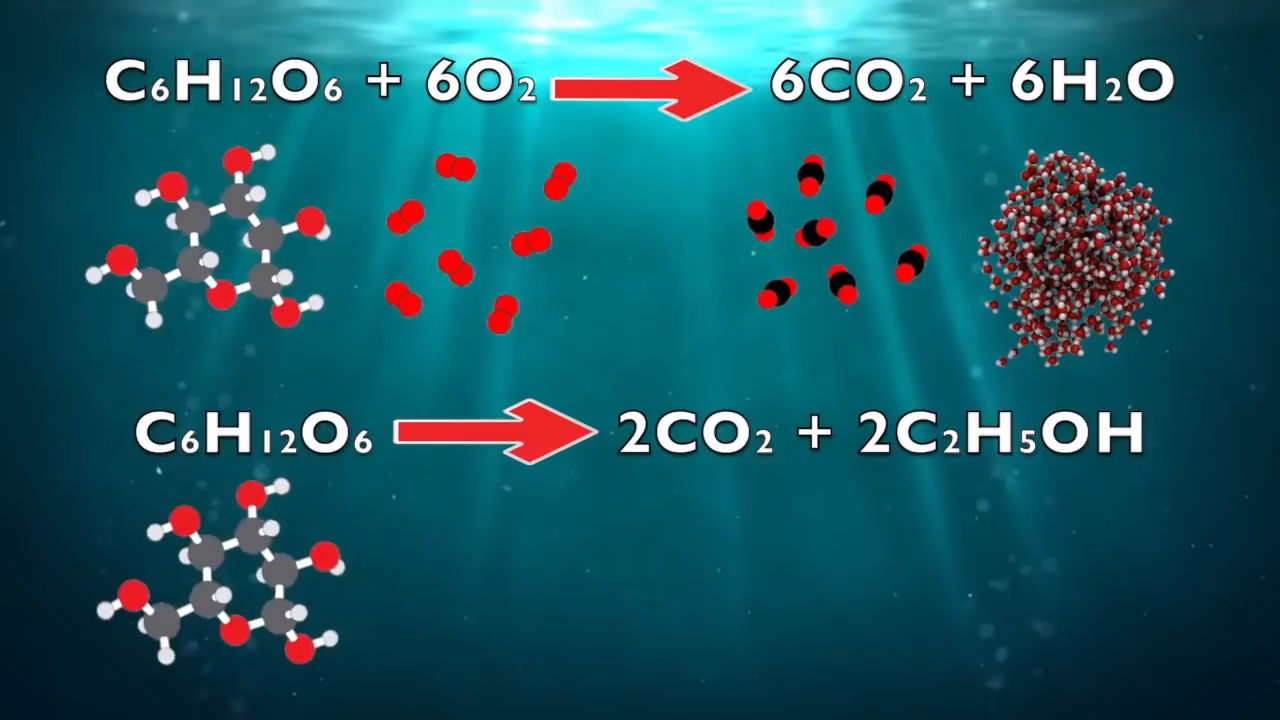 C₆H₁₂O₆ + 6O₂ 6CO₂ + 6H₂O
C₆H₁₂O₆ 2CO₂ + 2C₂H₅OH